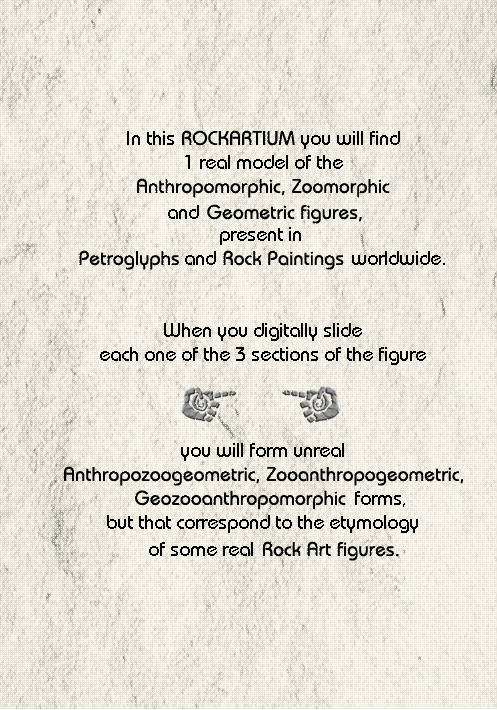 In this ROCKARTIUM you will find
1 real model of the
Anthropomorphic, Zoomorphic
and Geometric figures,
present in
Petroglyphs and Rock Paintings worldwide.
When you digitally slide
each one of the 3 sections of the figure
you will form unreal
Anthropozoogeometric, Zooanthropogeometric,
Geozooanthropomorphic forms,
but that correspond to the etymology
of some real Rock Art figures.